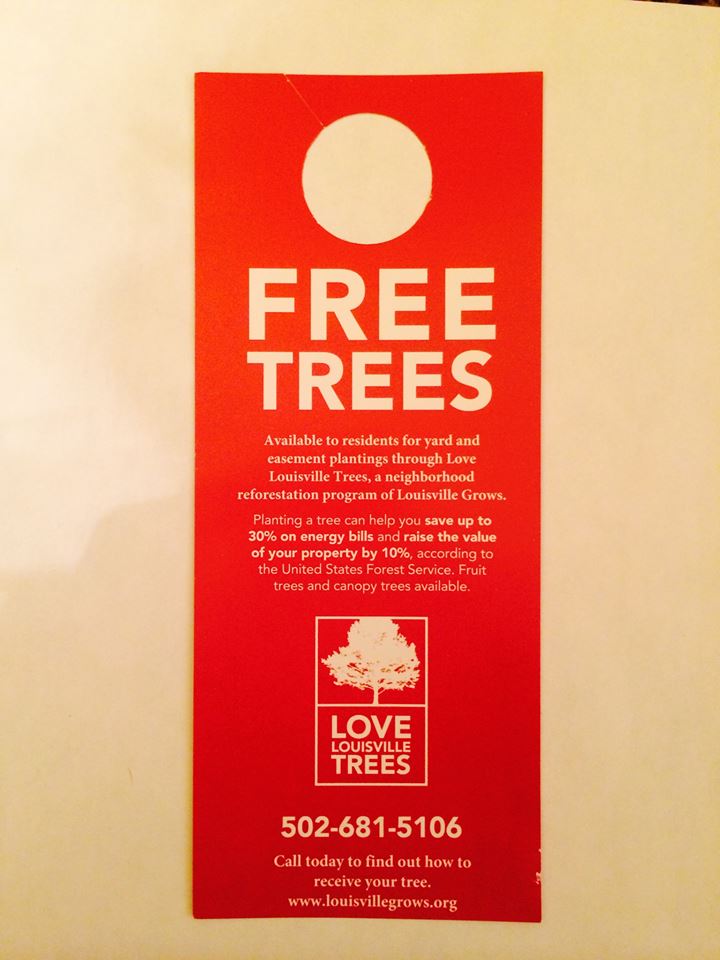 FREE
TREES
Available to residents for yard and
easement plantings through Love
Louisville Trees, a neighborhood
reforestation program of Louisville Grows.
Planting a tree can help you save up to
30% on energy bills and raise the value
of your property by 10%, according to
the United States Forest Service. Fruit
trees and canopy trees available.
LOVE
LOUISVILLE
TREES
502-681-5106
Call today to find out how to
receive your tree.
www.louisvillegrows.org